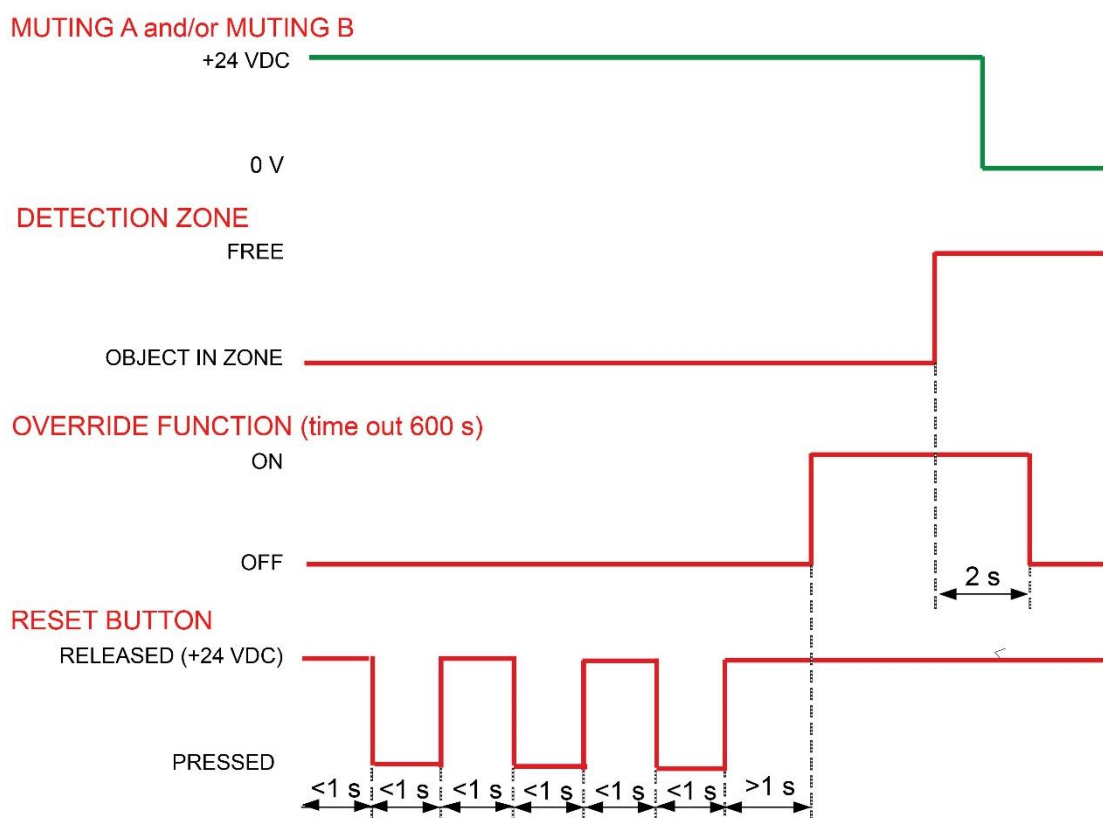 MUTING A and/or MUTING B
+24 VDC
0 V
DETECTION ZONE
FREE
OBJECT IN ZONE
OVERRIDE FUNCTION (time out 600 s)
ON
OFF
2 s
RESET BUTTON
RELEASED (+24 VDC)
PRESSED
<1 s <1 s <1 s <1 s <1 s <1 s >1 s